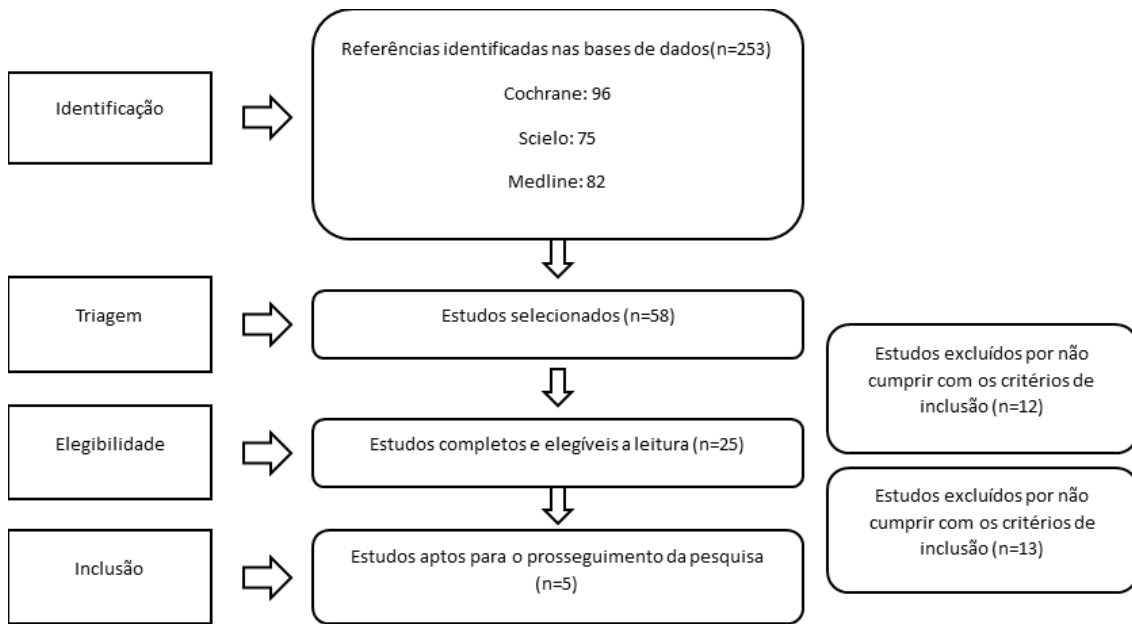 Identificação
Referências identificadas nas bases de dados(n=253)
Cochrane: 96
Scielo: 75
Medline: 82
Triagem
Estudos selecionados (n=58)
Estudos excluídos por não
cumprir com os critérios de
inclusão (n=12)
Elegibilidade
Estudos completos e elegíveis a leitura (n=25)
Estudos excluídos por não
cumprir com os critérios de
inclusão (n=13)
Inclusão
Estudos aptos para o prosseguimento da pesquisa
(n=5)